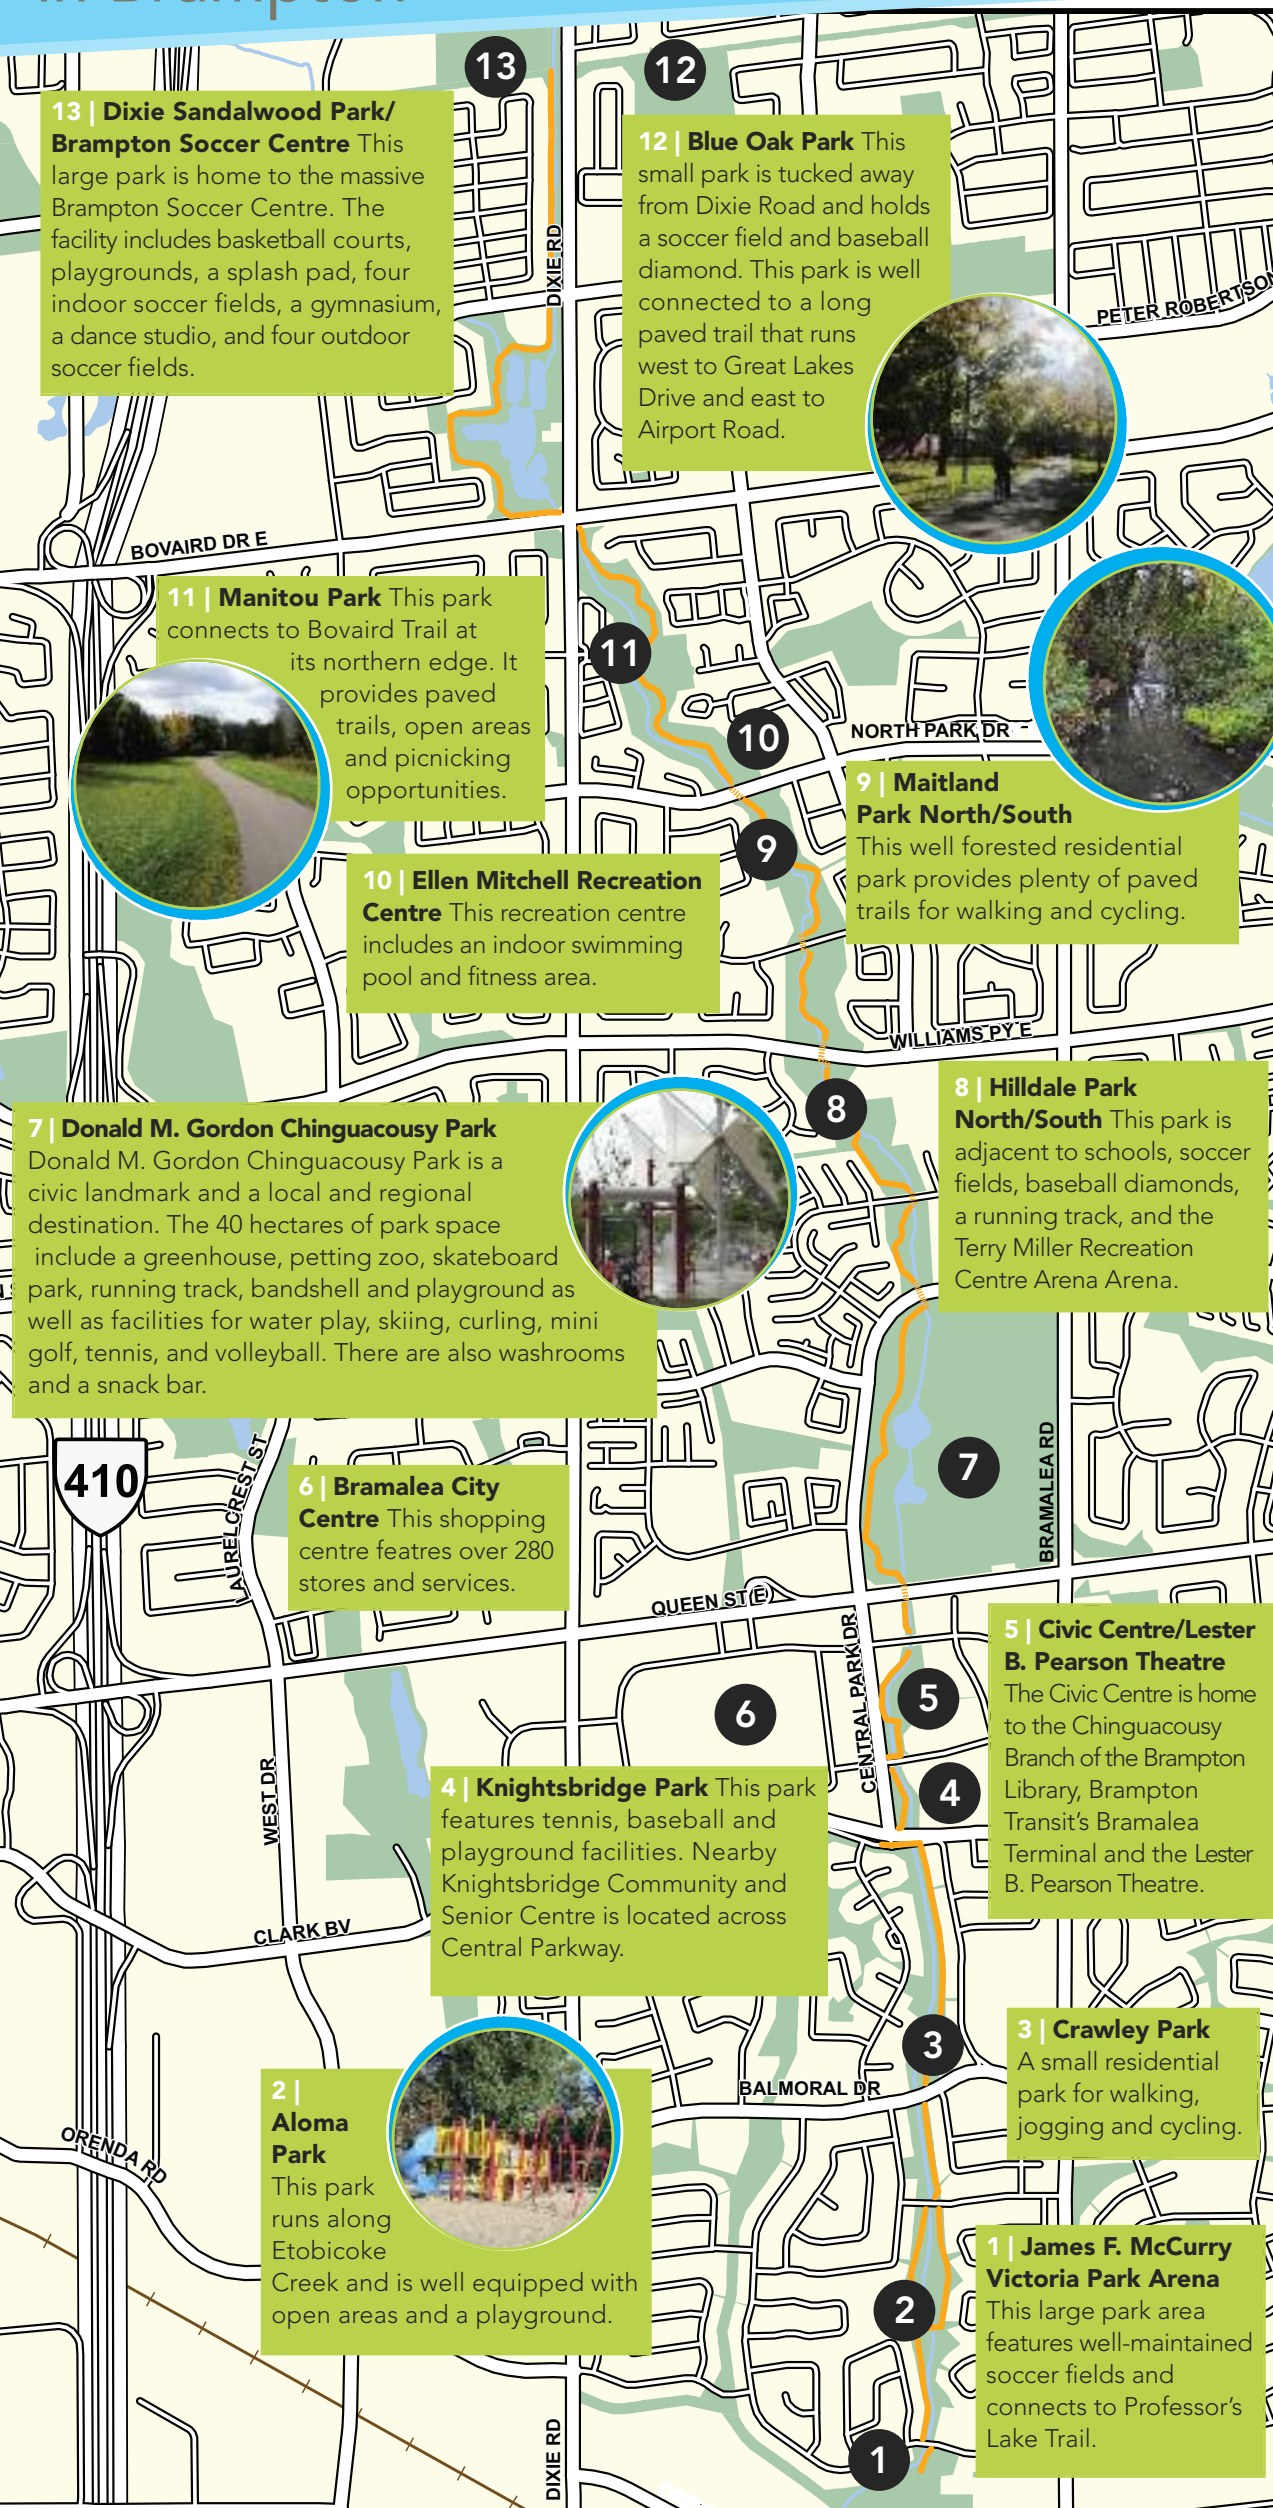 in Brampton
13
12
13 | Dixie Sandalwood Park/
Brampton Soccer Centre This
large park is home to the massive
Brampton Soccer Centre. The
facility includes basketball courts,
playgrounds, a splash pad, four
indoor soccer fields, a gymnasium,
a dance studio, and four outdoor
soccer fields.
12 | Blue Oak Park This
small park is tucked away
from Dixie Road and holds
a soccer field and baseball
diamond. This park is well
connected to a long
paved trail that runs
west to Great Lakes
Drive and east to
Airport Road.
DIXIE RD
PETER ROBERTSON
BOVAIRD DR E
11 | Manitou Park This park
connects to Bovaird Trail at
its northern edge. It
provides paved
trails, open areas
and picnicking
opportunities.
11
10
NORTH PARK DR
9 | Maitland
Park North/South
This well forested residential
park provides plenty of paved
trails for walking and cycling.
9
10 | Ellen Mitchell Recreation
Centre This recreation centre
includes an indoor swimming
pool and fitness area.
WILLIAMS PY E
8
8 | Hilldale Park
North/South This park is
adjacent to schools, soccer
fields, baseball diamonds,
a running track, and the
Terry Miller Recreation
Centre Arena Arena.
7 | Donald M. Gordon Chinguacousy Park
Donald M. Gordon Chinguacousy Park is a
civic landmark and a local and regional
destination. The 40 hectares of park space
include a greenhouse, petting zoo, skateboard
park, running track, bandshell and playground as
well as facilities for water play, skiing, curling, mini
golf, tennis, and volleyball. There are also washrooms
and a snack bar.
410
LAURELCREST ST
6 | Bramalea City
Centre This shopping
centre featres over 280
stores and services.
7
BRAMALEA RD
QUEEN ST E
CENTRAL PARK DR
5 | Civic Centre/Lester
B. Pearson Theatre
The Civic Centre is home
to the Chinguacousy
Branch of the Brampton
Library, Brampton
Transit's Bramalea
Terminal and the Lester
B. Pearson Theatre.
5
6
4
WEST DR
4 | Knightsbridge Park This park
features tennis, baseball and
playground facilities. Nearby
Knightsbridge Community and
Senior Centre is located across
Central Parkway.
CLARK BV
3
3 | Crawley Park
A small residential
park for walking,
jogging and cycling.
BALMORAL DR
ORENDA RD
2 |
Aloma
Park
This park
runs along
Etobicoke
Creek and is well equipped with
open areas and a playground.
1 | James F. McCurry
Victoria Park Arena
This large park area
features well-maintained
soccer fields and
connects to Professor's
Lake Trail.
2
DIXIE RD
1